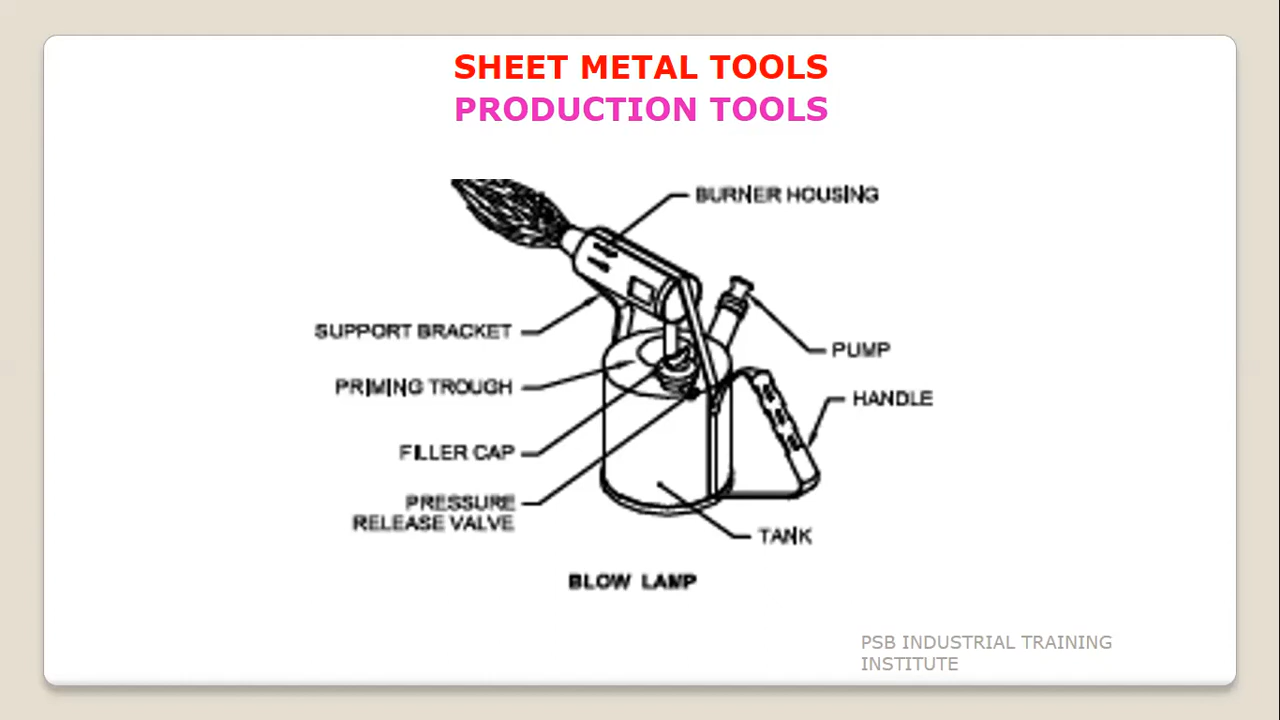 SHEET METAL TOOLS
PRODUCTION TOOLS
BURNER HOUSING
SUPPORT BRACKET
PUMP
PRIMING TROUGH
HANDLE
FILLER CAP
PRESSURE
RELEASE VALVE
TANK
BLOW LAMP
PSB INDUSTRIAL TRAINING
INSTITUTE